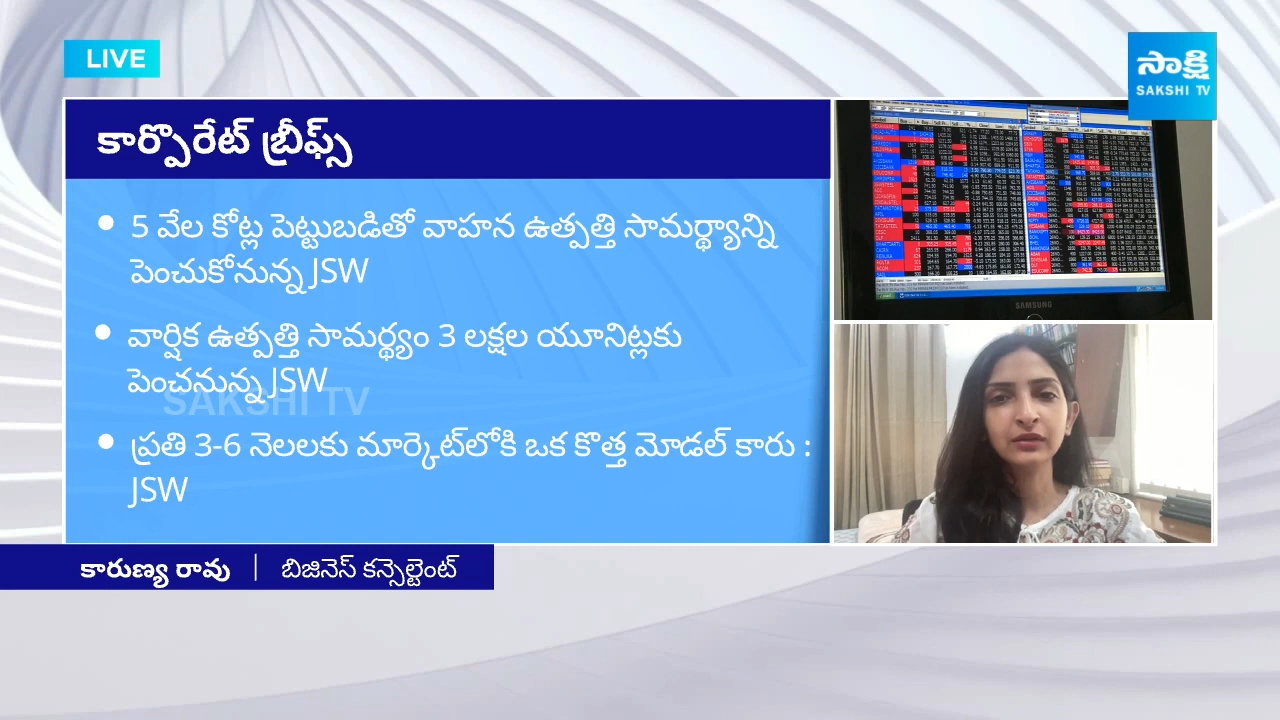 LIVE
సాక్షి
SAKSHI TV
కార్పొరేట్ బ్రీఫ్స్
5 వేల కోట్ల పెట్టుబడితో వాహన ఉత్పత్తి సామర్థ్యాన్ని
పెంచుకోనున్న JSW
వార్షిక ఉత్పత్తి సామర్థ్యం 3 లక్షల యూనిట్లకు
పెంచనున్న JSW
SAKSHI TV
ప్రతి 3-6 నెలలకు మార్కెట్‌లోకి ఒక కొత్త మోడల్ కారు :
JSW
SAMSUNG
కారుణ్య రావు | బిజినెస్ కన్సల్టెంట్